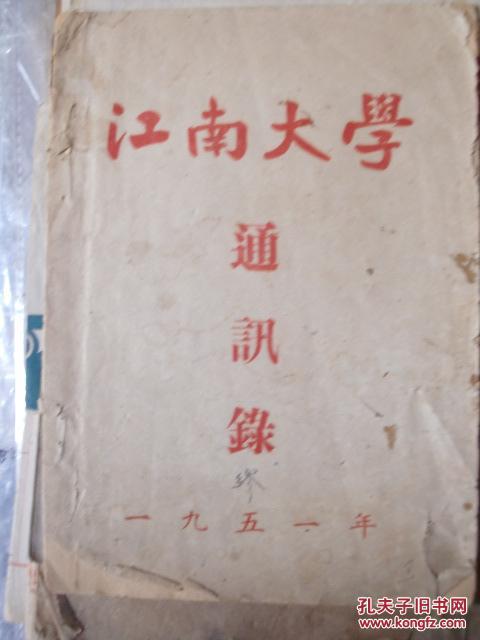 江南大學
通
訊
錄
一九五一年
孔夫子旧书网
www.kongfz.com